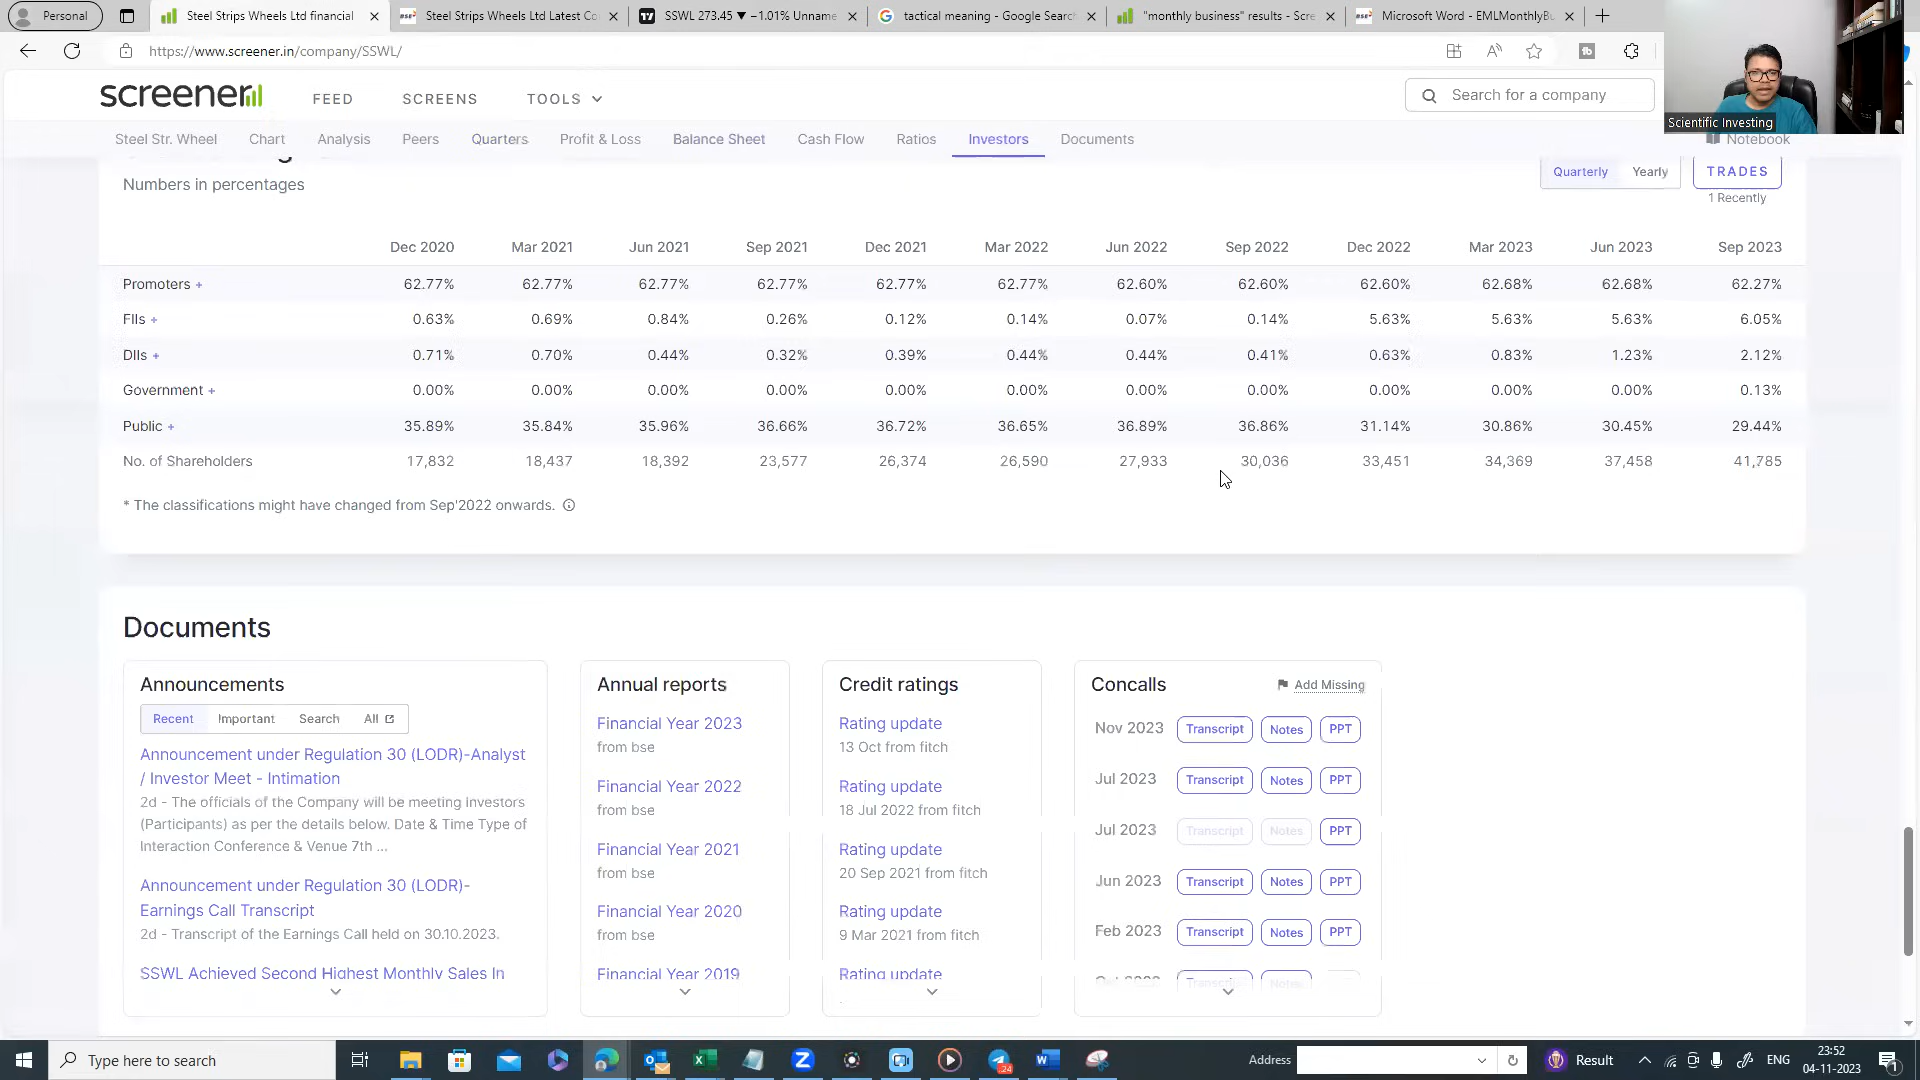 Personal
Steel Strips Wheels Ltd financial
Steel Strips Wheels Ltd Latest Co
SSWL 273.45 ▼ −1.01% Unname
tactical meaning - Google Search
"monthly business" results - Scre
Microsoft Word - EMLMonthlyBu
https://www.screener.in/company/SSWL/
screener
FEED
SCREENS
TOOLS
Search for a company
Scientific Investing
Steel Str. Wheel
Chart
Analysis
Peers
Quarters
Profit & Loss
Balance Sheet
Cash Flow
Ratios
Investors
Documents
Notebook
Numbers in percentages
Quarterly
Yearly
TRADES
1 Recently
Dec 2020 Mar 2021 Jun 2021 Sep 2021 Dec 2021 Mar 2022 Jun 2022 Sep 2022 Dec 2022 Mar 2023 Jun 2023 Sep 2023
Promoters + 62.77% 62.77% 62.77% 62.77% 62.77% 62.77% 62.60% 62.60% 62.60% 62.68% 62.68% 62.27%
FIIs + 0.63% 0.69% 0.84% 0.26% 0.12% 0.14% 0.07% 0.14% 5.63% 5.63% 5.63% 6.05%
DIIs + 0.71% 0.70% 0.44% 0.32% 0.39% 0.44% 0.44% 0.41% 0.63% 0.83% 1.23% 2.12%
Government + 0.00% 0.00% 0.00% 0.00% 0.00% 0.00% 0.00% 0.00% 0.00% 0.00% 0.00% 0.13%
Public + 35.89% 35.84% 35.96% 36.66% 36.72% 36.65% 36.89% 36.86% 31.14% 30.86% 30.45% 29.44%
No. of Shareholders 17,832 18,437 18,392 23,577 26,374 26,590 27,933 30,036 33,451 34,369 37,458 41,785
* The classifications might have changed from Sep'2022 onwards.
Documents
Announcements
Recent
Important
Search
All
Announcement under Regulation 30 (LODR)-Analyst
/ Investor Meet - Intimation
2d - The officials of the Company will be meeting investors
(Participants) as per the details below. Date & Time Type of
Interaction Conference & Venue 7th ...
Announcement under Regulation 30 (LODR)-
Earnings Call Transcript
2d - Transcript of the Earnings Call held on 30.10.2023.
SSWL Achieved Second Highest Monthly Sales In
Annual reports
Financial Year 2023
from bse
Financial Year 2022
from bse
Financial Year 2021
from bse
Financial Year 2020
from bse
Financial Year 2019
Credit ratings
Rating update
13 Oct from fitch
Rating update
18 Jul 2022 from fitch
Rating update
20 Sep 2021 from fitch
Rating update
9 Mar 2021 from fitch
Rating update
Concalls
Add Missing
Nov 2023 Transcript Notes PPT
Jul 2023 Transcript Notes PPT
Jul 2023 Transcript Notes PPT
Jun 2023 Transcript Notes PPT
Feb 2023 Transcript Notes PPT
Transcript Notes
Type here to search
24
Address
Result
ENG
23:52
04-11-2023
1